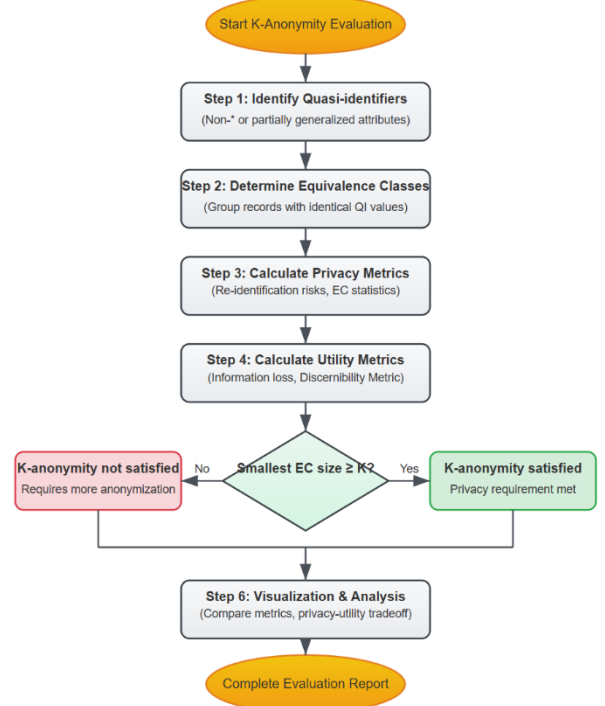 Start K-Anonymity Evaluation
Step 1: Identify Quasi-identifiers
(Non-* or partially generalized attributes)
Step 2: Determine Equivalence Classes
(Group records with identical QI values)
Step 3: Calculate Privacy Metrics
(Re-identification risks, EC statistics)
Step 4: Calculate Utility Metrics
(Information loss, Discernibility Metric)
Smallest EC size ≥ K?
No
Yes
K-anonymity not satisfied
Requires more anonymization
K-anonymity satisfied
Privacy requirement met
Step 6: Visualization & Analysis
(Compare metrics, privacy-utility tradeoff)
Complete Evaluation Report